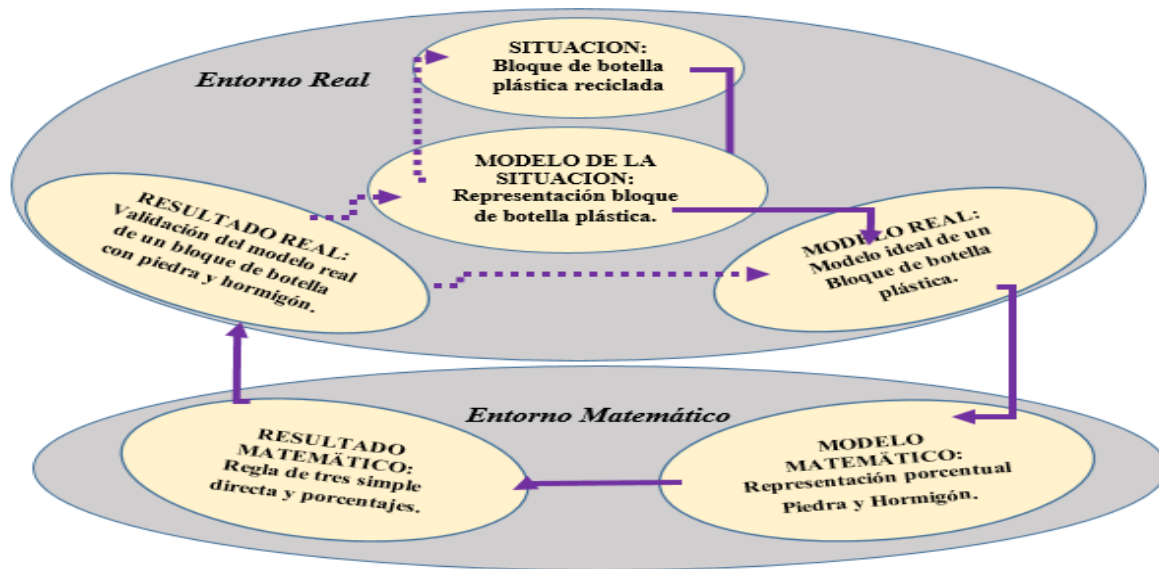 Entorno Real
SITUACION:
Bloque de botella
plástica reciclada
MODELO DE LA
SITUACION:
Representación bloque
de botella plástica.
RESULTADO REAL:
Validación del modelo real
de un bloque de botella
con piedra y hormigón.
MODELO REAL:
Modelo ideal de un
Bloque de botella
plástica.
Entorno Matemático
RESULTADO
MATEMÄTICO:
Regla de tres simple
directa y porcentajes.
MODELO
MATEMÄTICO:
Representación porcentual
Piedra y Hormigón.